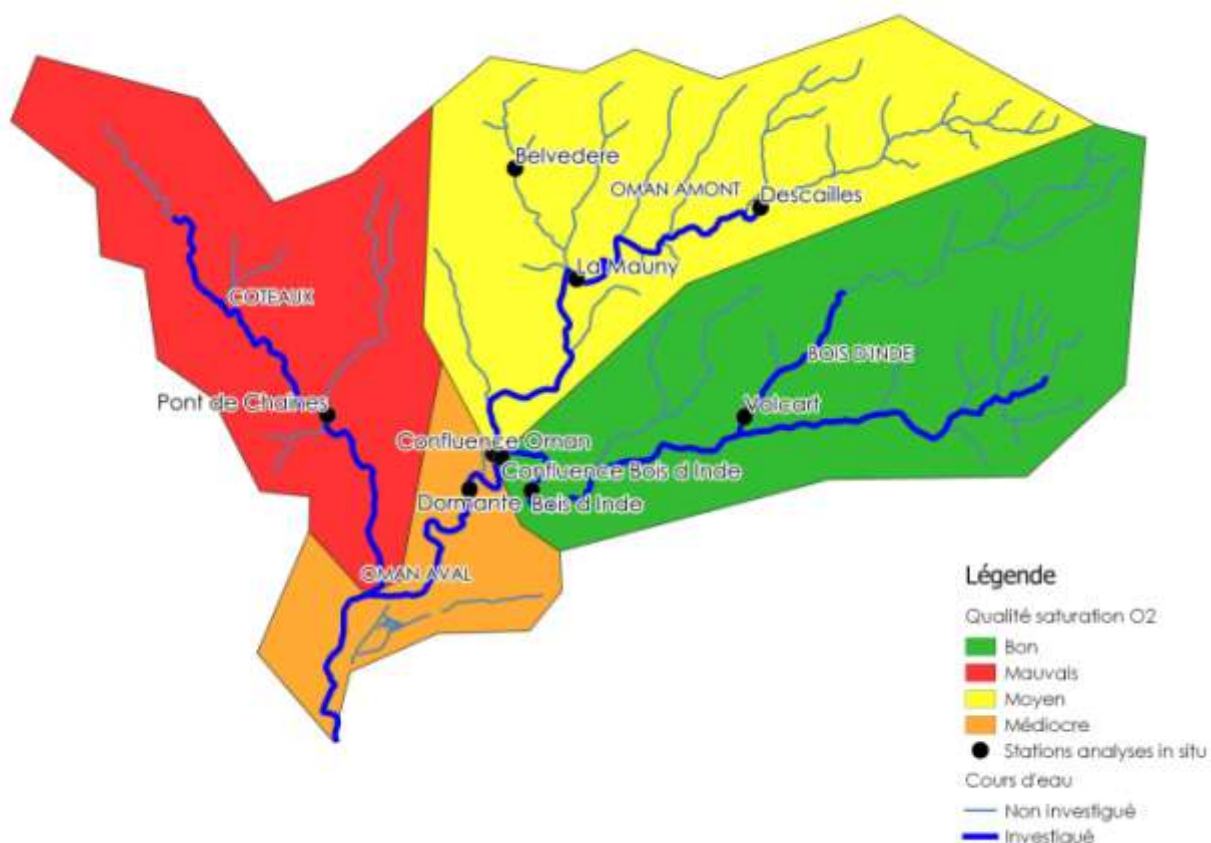 Belvedere
OMAN AMONT
Descailles
La Mauny
COTEAUX
BOIS D'INDE
Pont de Chaines
Volcart
Confluence Oman
Confluence Bois d Inde
Dormante
Bois d'Inde
OMAN AVAL
Légende
Qualité saturation O2
Bon
Mauvais
Moyen
Médiocre
Stations analyses in situ
Cours d'eau
Non investigué
Investigué